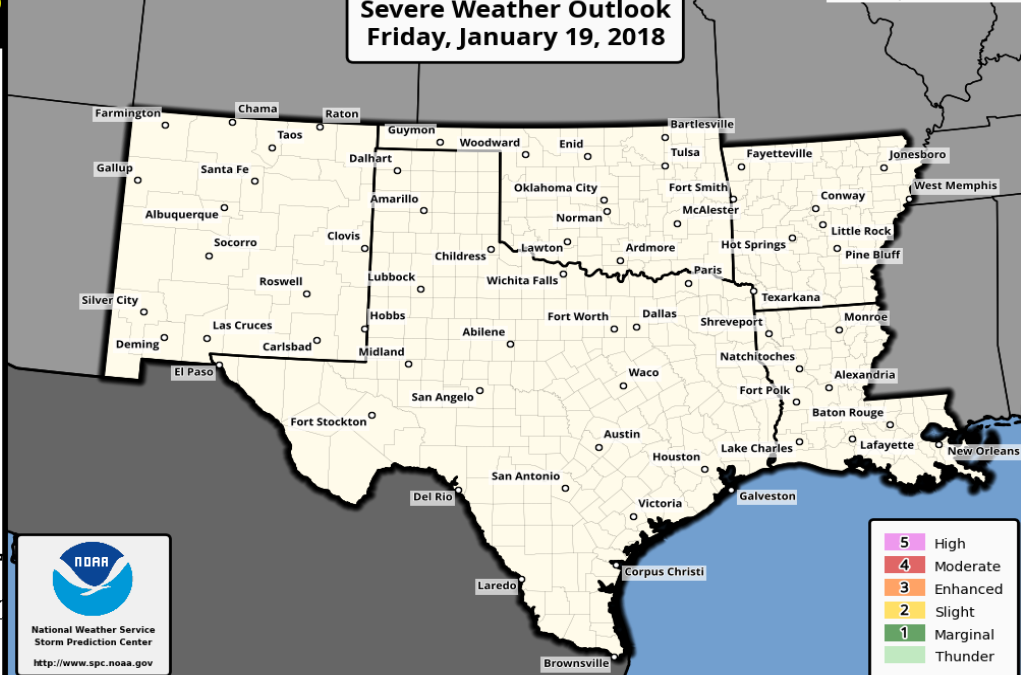 Severe Weather Outlook
Friday, January 19, 2018
Farmington
Chama
Raton
Taos
Guymon
Woodward
Enid
Bartlesville
Tulsa
Fayetteville
Jonesboro
Gallup
Santa Fe
Dalhart
Oklahoma City
Fort Smith
West Memphis
Albuquerque
Amarillo
Norman
McAlester
Conway
Little Rock
Socorro
Clovis
Childress
Lawton
Ardmore
Hot Springs
Pine Bluff
Roswell
Lubbock
Wichita Falls
Paris
Texarkana
Silver City
Las Cruces
Hobbs
Abilene
Fort Worth
Dallas
Shreveport
Monroe
Deming
Carlsbad
Midland
Natchitoches
El Paso
San Angelo
Waco
Fort Polk
Alexandria
Fort Stockton
Austin
Baton Rouge
Houston
Lake Charles
Lafayette
New Orleans
San Antonio
Del Rio
Victoria
Galveston
Laredo
Corpus Christi
Brownsville
NOAA
National Weather Service
Storm Prediction Center
http://www.spc.noaa.gov
5 High
4 Moderate
3 Enhanced
2 Slight
1 Marginal
Thunder